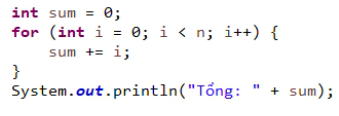 int sum = 0;
for (int i = 0; i < n; i++) {
    sum += i;
}
System.out.println("Tổng: " + sum);